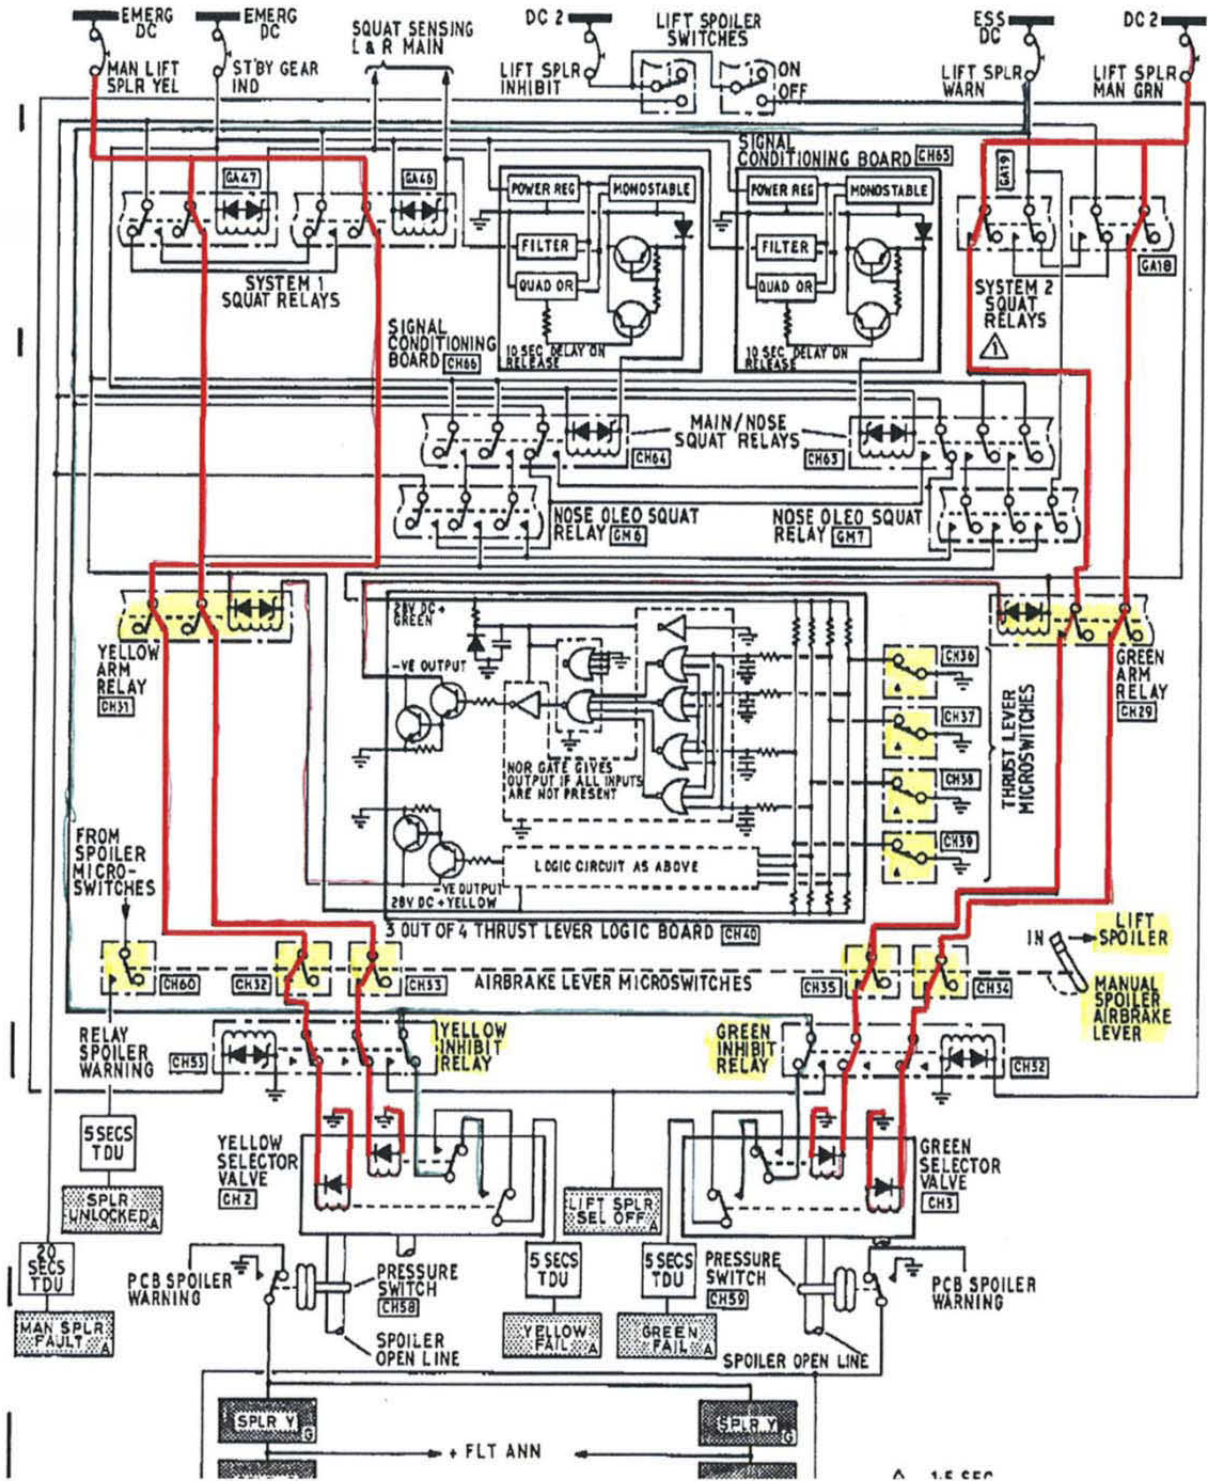 EMERG
DC
EMERG
DC
SQUAT SENSING
L & R MAIN
DC 2
LIFT SPOILER
SWITCHES
ESS
DC
DC 2
MAN LIFT
SPLR YEL
ST'BY GEAR
IND
LIFT SPLR
INHIBIT
ON
OFF
LIFT SPLR
WARN
LIFT SPLR
MAN GRN
SIGNAL
CONDITIONING BOARD CH65
GA47
GA46
GA19
POWER REG
MONOSTABLE
POWER REG
MONOSTABLE
FILTER
FILTER
QUAD OR
QUAD OR
GA18
SYSTEM 1
SQUAT RELAYS
SYSTEM 2
SQUAT
RELAYS
1
SIGNAL
CONDITIONING
BOARD CH66
10 SEC DELAY ON
RELEASE
10 SEC DELAY ON
RELEASE
MAIN/NOSE
SQUAT RELAYS
CH64
CH63
NOSE OLEO SQUAT
RELAY GM6
NOSE OLEO SQUAT
RELAY GM7
28V DC +
GREEN
-VE OUTPUT
YELLOW
ARM
RELAY
CH31
CH36
CH37
CH38
CH39
THRUST LEVER
MICROSWITCHES
GREEN
ARM
RELAY
CH29
NOR GATE GIVES
OUTPUT IF ALL INPUTS
ARE NOT PRESENT
FROM
SPOILER
MICRO-
SWITCHES
LOGIC CIRCUIT AS ABOVE
-VE OUTPUT
28V DC + YELLOW
3 OUT OF 4 THRUST LEVER LOGIC BOARD CH40
IN
LIFT
SPOILER
CH60
CH32
CH33
AIRBRAKE LEVER MICROSWITCHES
CH35
CH34
MANUAL
SPOILER
AIRBRAKE
LEVER
RELAY
SPOILER
WARNING
CH53
YELLOW
INHIBIT
RELAY
GREEN
INHIBIT
RELAY
CH52
5 SECS
TDU
YELLOW
SELECTOR
VALVE
CH2
GREEN
SELECTOR
VALVE
CH3
SPLR
UNLOCKED A
LIFT SPLR
SEL OFF A
20
SECS
TDU
PCB SPOILER
WARNING
PRESSURE
SWITCH
CH58
5 SECS
TDU
5 SECS
TDU
PRESSURE
SWITCH
CH59
PCB SPOILER
WARNING
MAN SPLR
FAULT A
YELLOW
FAIL A
GREEN
FAIL A
SPOILER
OPEN LINE
SPOILER OPEN LINE
SPLR Y G
SPLR Y G
+ FLT ANN
1·5 SEC